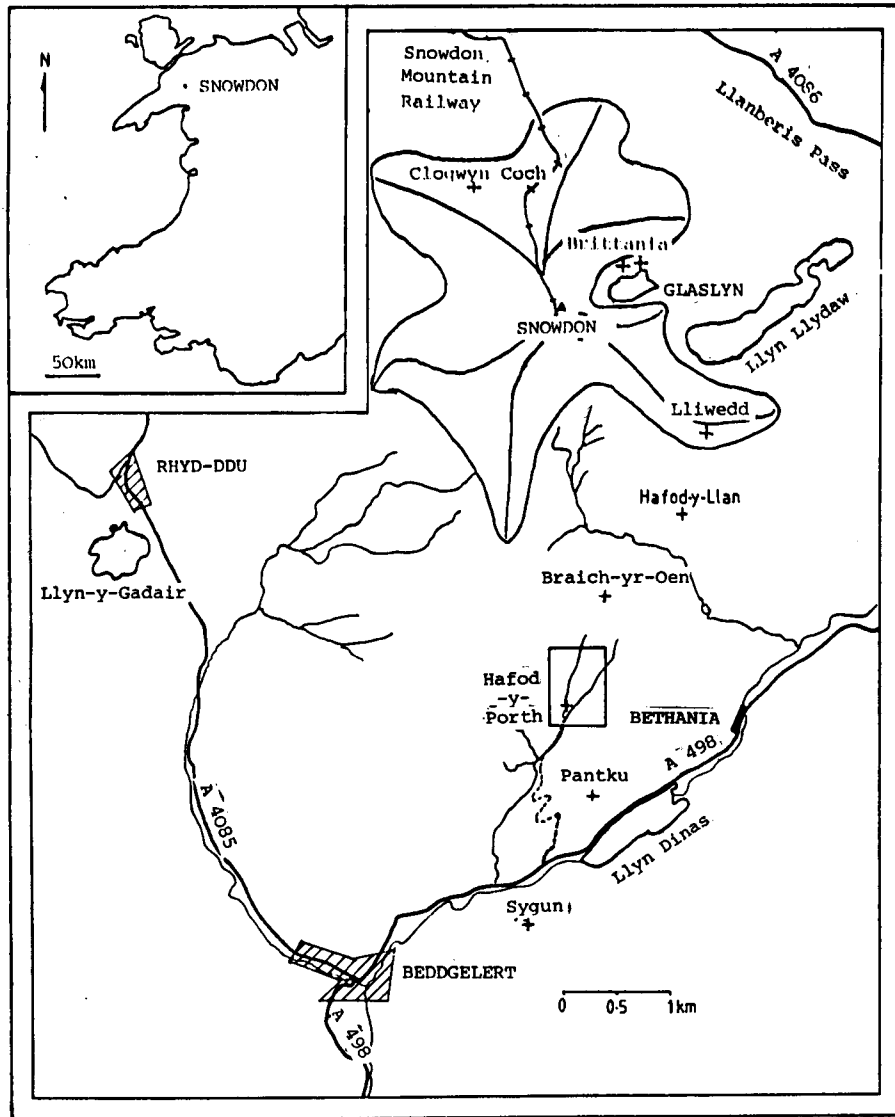 N
SNOWDON
50km
Snowdon
Mountain
Railway
A 4086
Llanberis Pass
Clogwyn Coch
Brittania
GLASLYN
SNOWDON
Llyn Llydaw
Lliwedd
RHYD-DDU
Hafod-y-Llan
Llyn-y-Gadair
Braich-yr-Oen
Hafod
-y-
Porth
BETHANIA
A 498
Pantku
A 4085
Llyn Dinas
Sygun
BEDDGELERT
0 0·5 1km
A 498